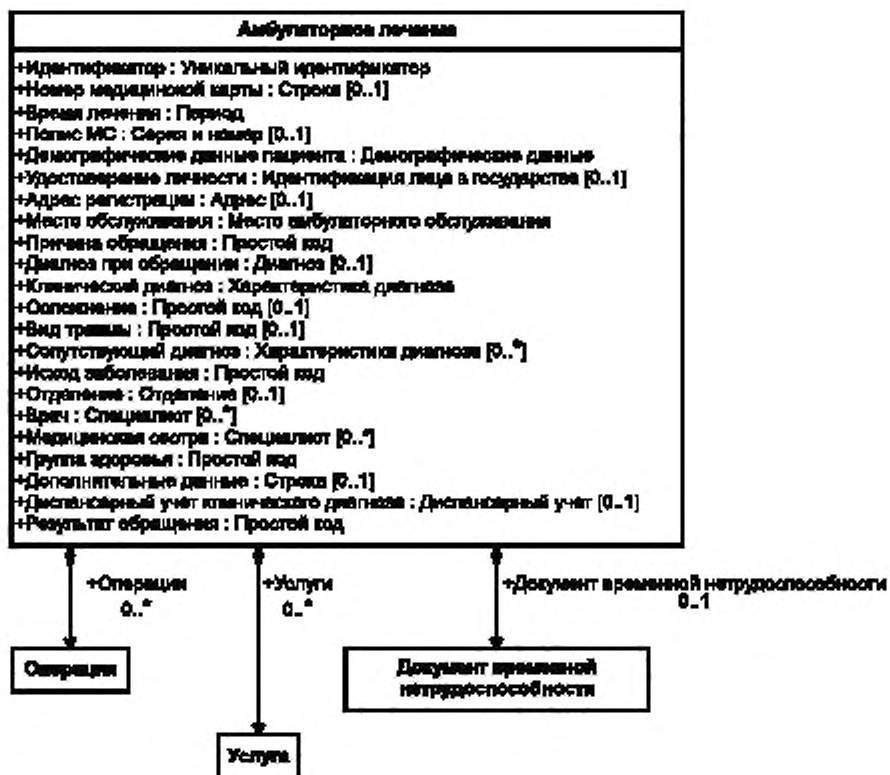 Амбулаторное лечение
+Идентификатор : Уникальный идентификатор
+Номер медицинской карты : Строка [0..1]
+Время лечения : Период
+Полис МС : Серия и номер [0..1]
+Демографические данные пациента : Демографические данные
+Удостоверение личности : Идентификация лица в государстве [0..1]
+Адрес регистрации : Адрес [0..1]
+Место обслуживания : Место амбулаторного обслуживания
+Причина обращения : Простой код
+Диагноз при обращении : Диагноз [0..1]
+Клинический диагноз : Характеристика диагноза
+Осложнение : Простой код [0..1]
+Вид травмы : Простой код [0..1]
+Сопутствующий диагноз : Характеристика диагноза [0..*]
+Исход заболевания : Простой код
+Отделение : Отделение [0..1]
+Врач : Специалист [0..*]
+Медицинская сестра : Специалист [0..*]
+Группа здоровья : Простой код
+Дополнительные данные : Строка [0..1]
+Диспансерный учет клинического диагноза : Диспансерный учет [0..1]
+Результат обращения : Простой код
+Операции
0..*
+Услуги
0..*
+Документ временной нетрудоспособности
0..1
Операция
Документ временной
нетрудоспособности
Услуга